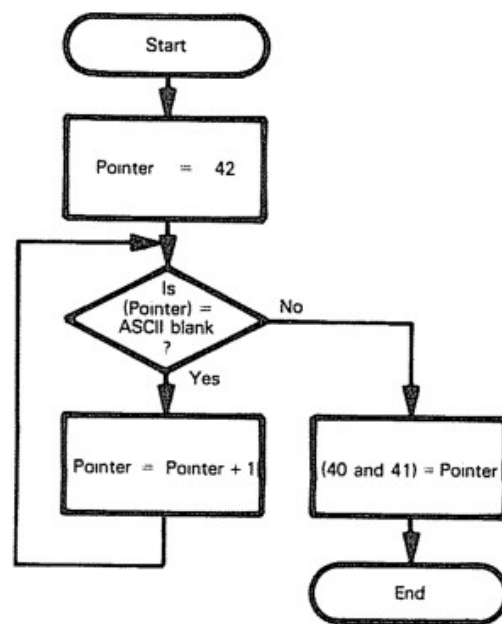 Start
Pointer = 42
Is
(Pointer) =
ASCII blank
?
No
Yes
Pointer = Pointer + 1
(40 and 41) = Pointer
End